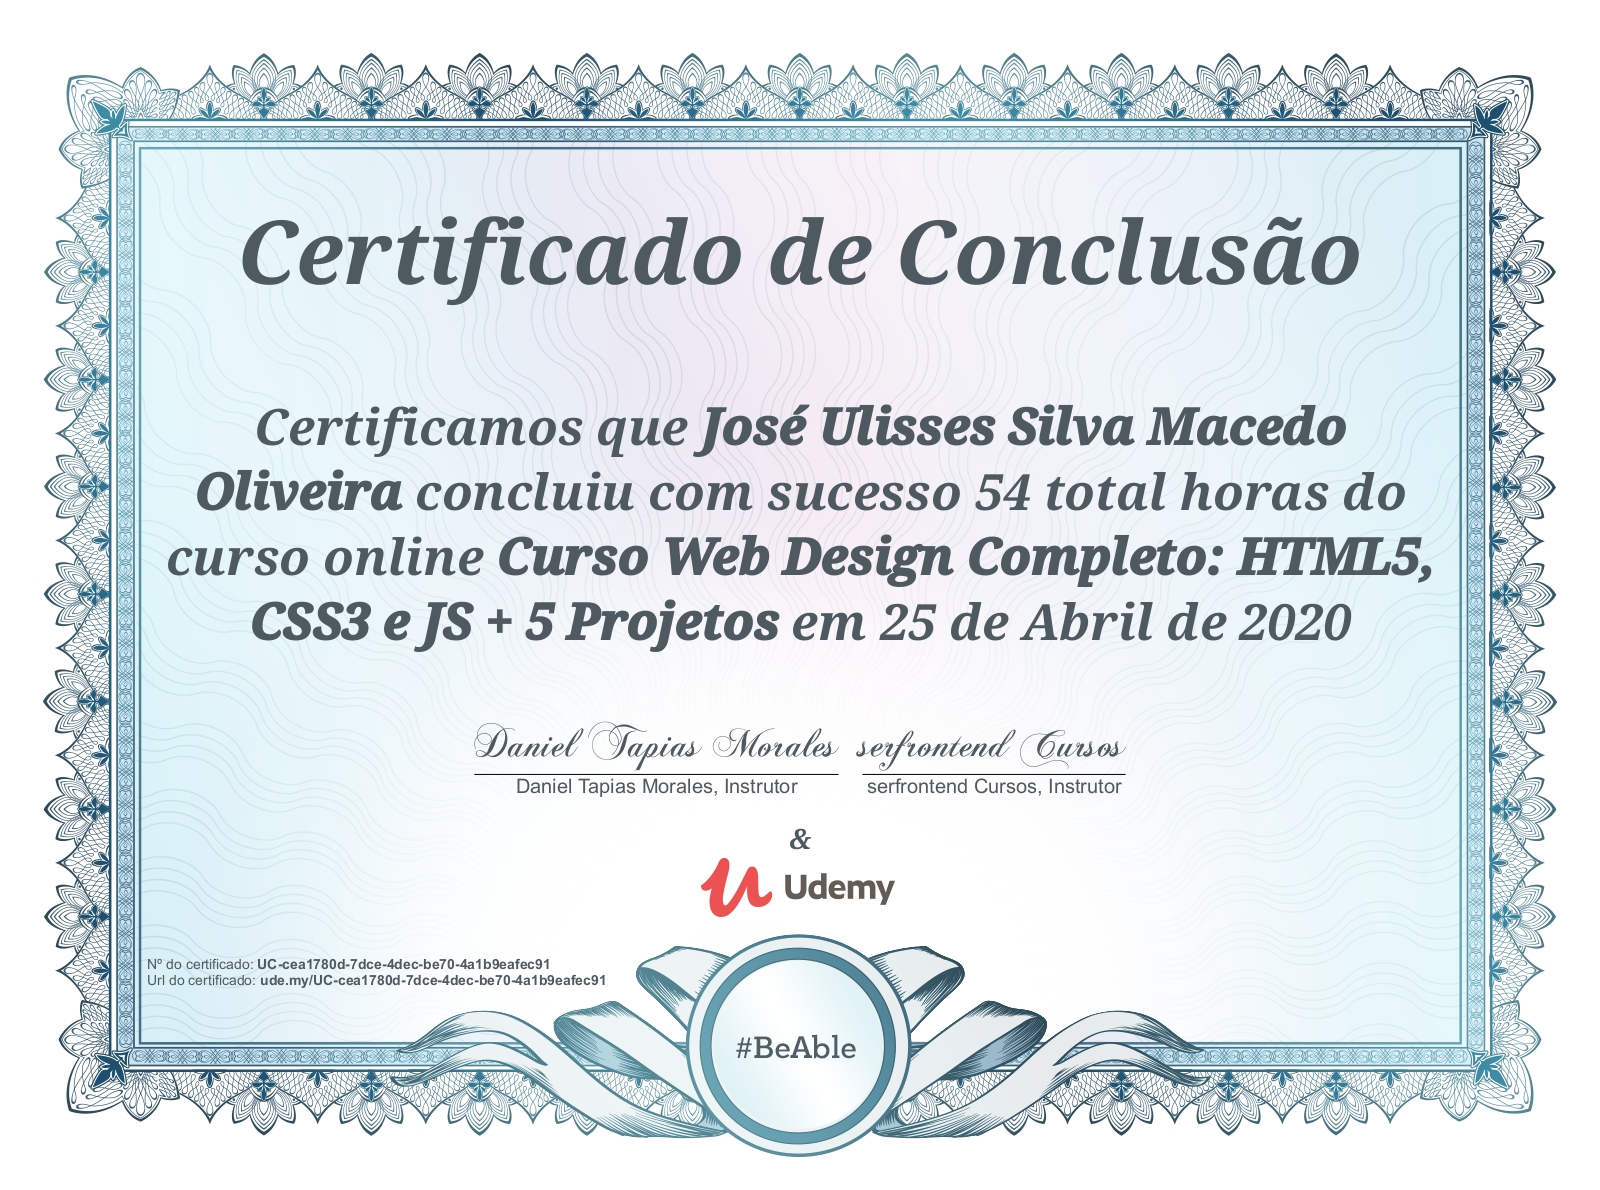 Certificado de Conclusão
Certificamos que José Ulisses Silva Macedo
Oliveira concluiu com sucesso 54 total horas do
curso online Curso Web Design Completo: HTML5,
CSS3 e JS + 5 Projetos em 25 de Abril de 2020
Daniel Tapias Morales serfrontend Cursos
Daniel Tapias Morales, Instrutor serfrontend Cursos, Instrutor
&
Udemy
Nº do certificado: UC-cea1780d-7dce-4dec-be70-4a1b9eafec91
Url do certificado: ude.my/UC-cea1780d-7dce-4dec-be70-4a1b9eafec91
#BeAble